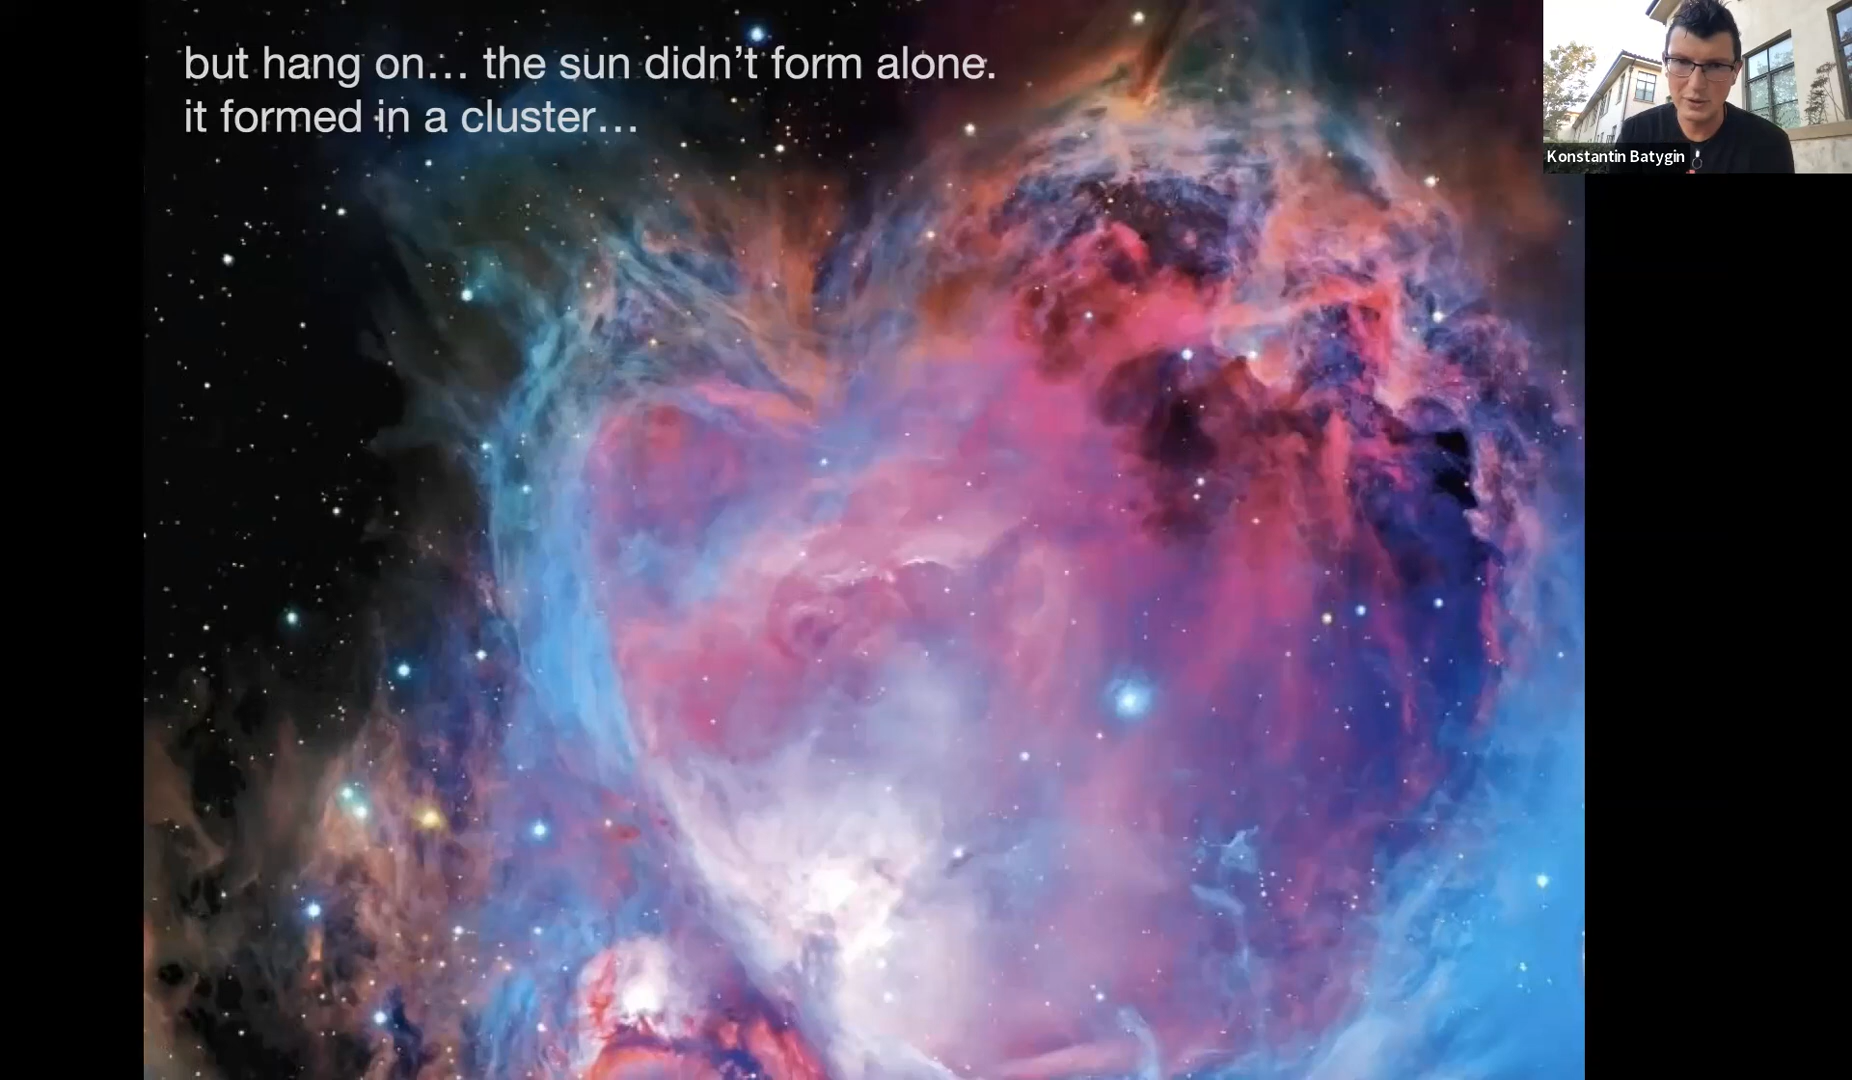 but hang on… the sun didn’t form alone.
it formed in a cluster…
Konstantin Batygin